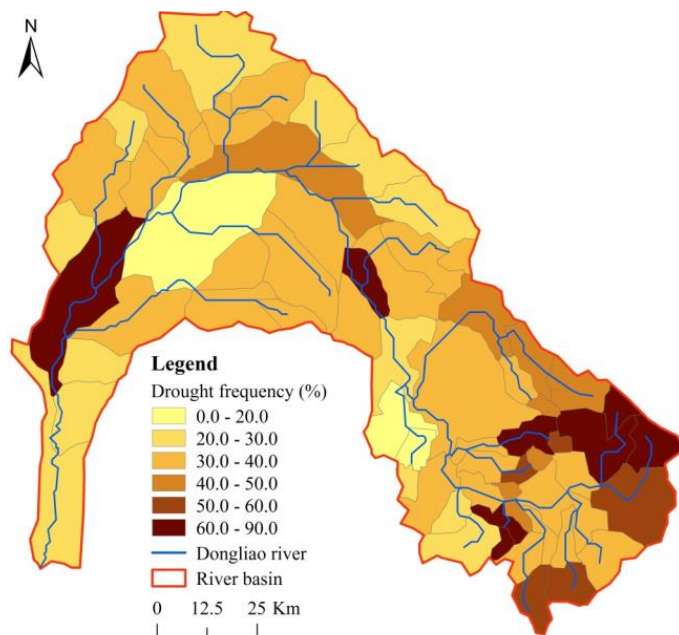 N
Legend
Drought frequency (%)
0.0 - 20.0
20.0 - 30.0
30.0 - 40.0
40.0 - 50.0
50.0 - 60.0
60.0 - 90.0
Dongliao river
River basin
0 12.5 25 Km